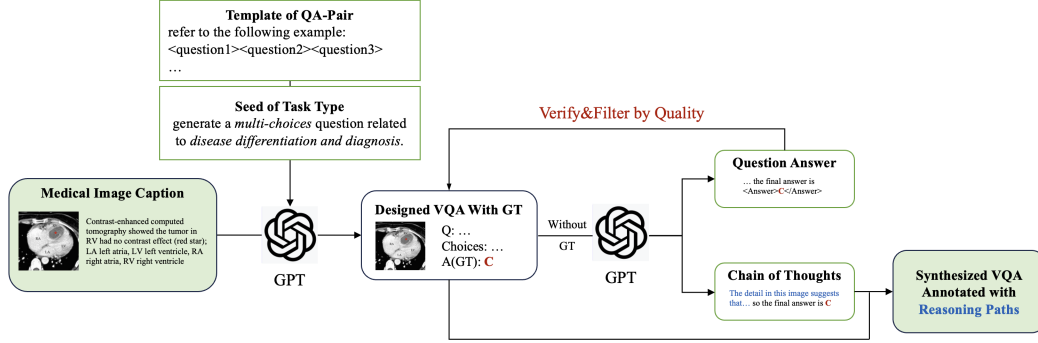 Template of QA-Pair
refer to the following example:
<question1><question2><question3>
…
Seed of Task Type
generate a multi-choices question related
to disease differentiation and diagnosis.
Verify&Filter by Quality
Medical Image Caption
Contrast-enhanced computed
tomography showed the tumor in
RV had no contrast effect (red star);
LA left atria, LV left ventricle, RA
right atria, RV right ventricle
GPT
Designed VQA With GT
Q: …
Choices: …
A(GT): C
Without
GT
GPT
Question Answer
… the final answer is
<Answer>C</Answer>
Chain of Thoughts
The detail in this image suggests
that… so the final answer is C
Synthesized VQA
Annotated with
Reasoning Paths